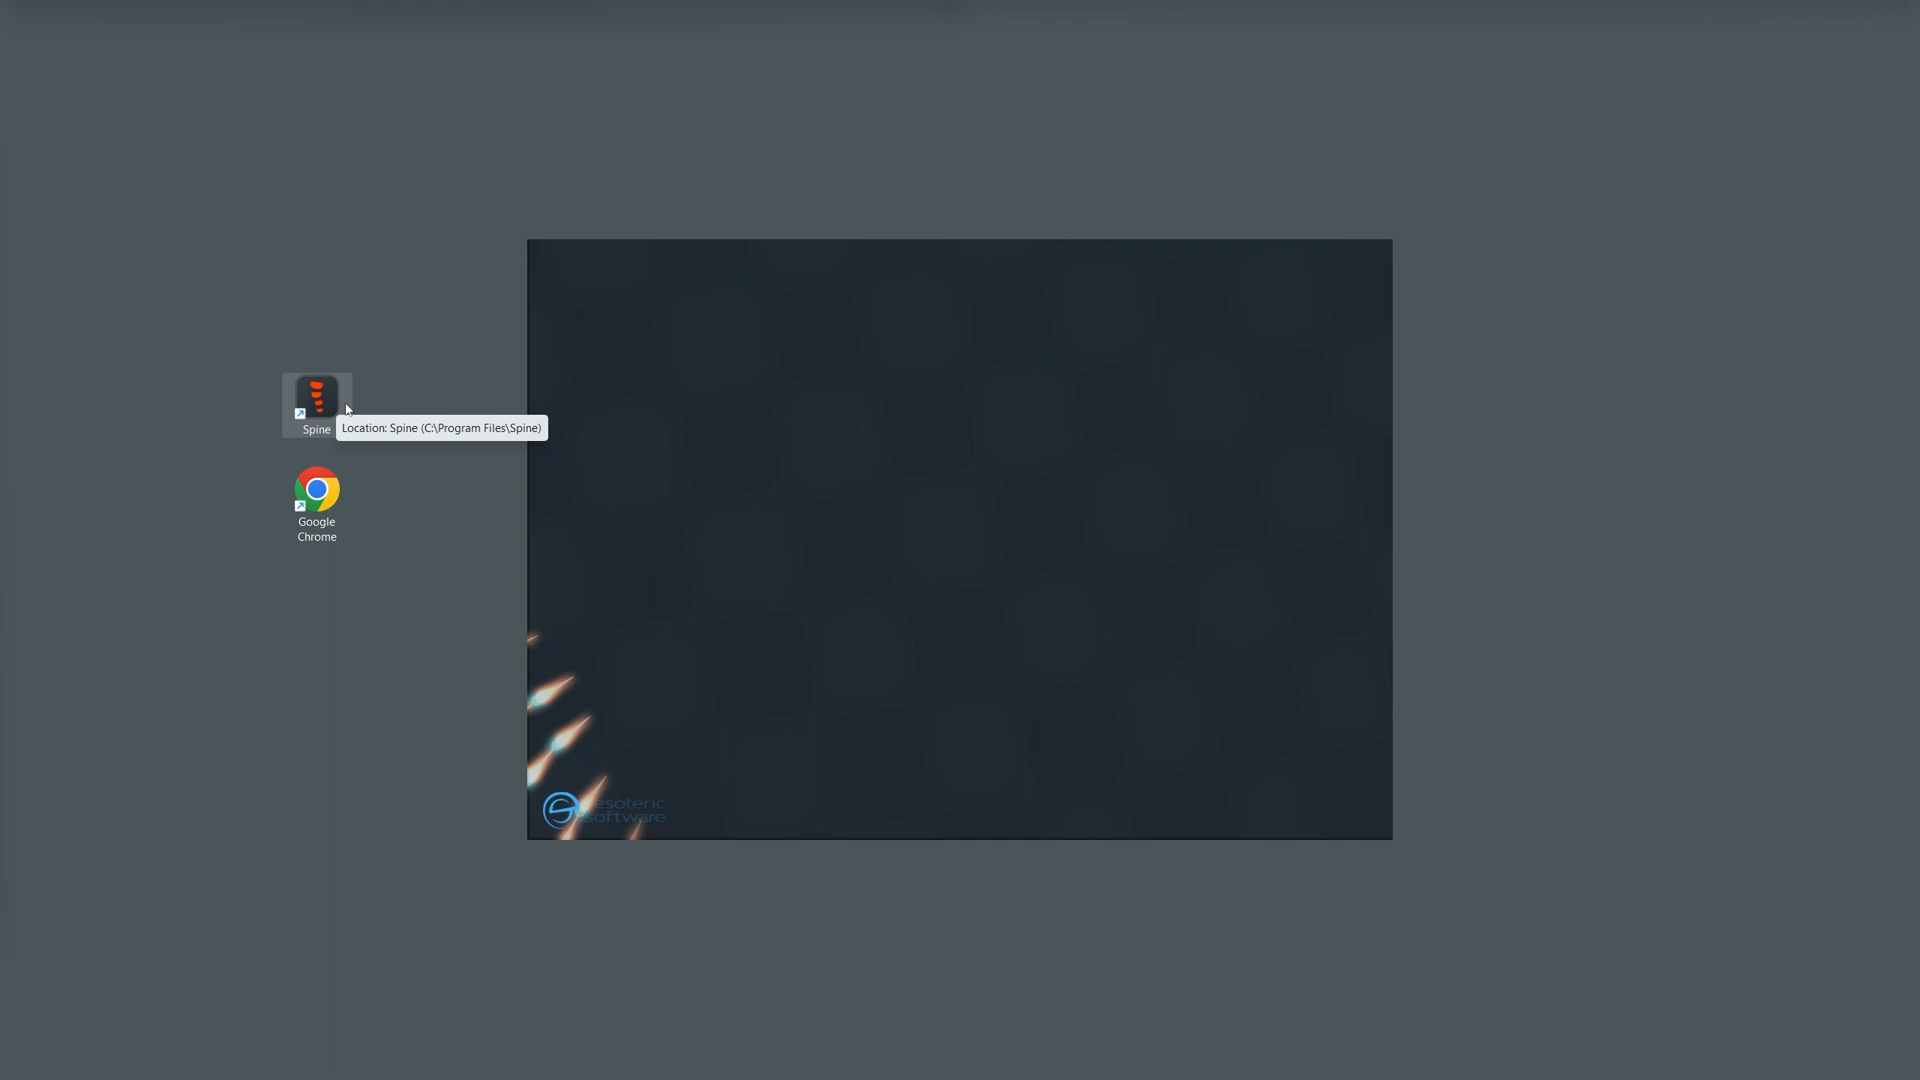 Spine
Location: Spine (C:\Program Files\Spine)
Google
Chrome
esoteric
software